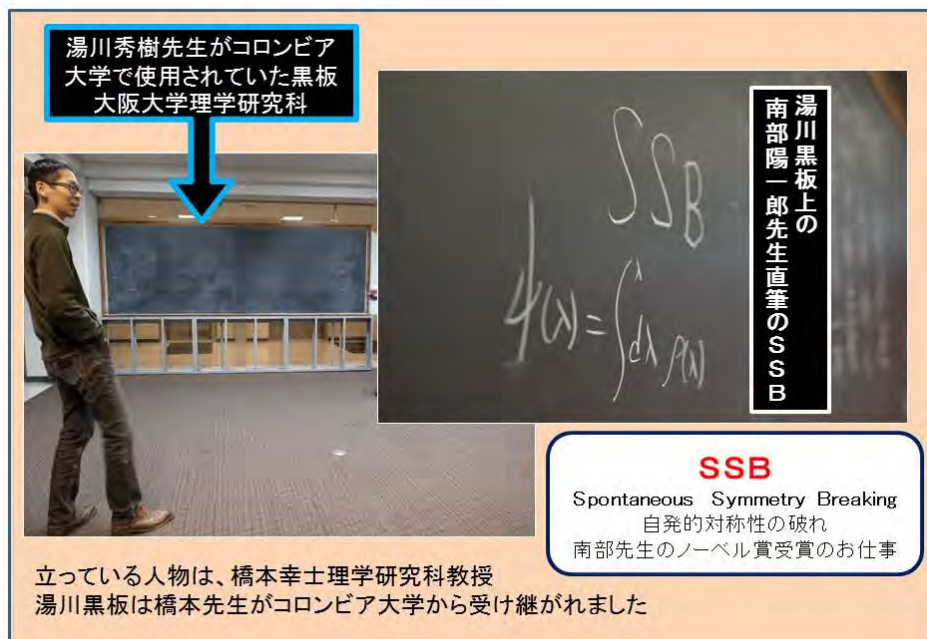 湯川秀樹先生がコロンビア
大学で使用されていた黒板
大阪大学理学研究科
SSB
ψ(λ)=∫^λ dλ ρ(λ)
湯川黒板上の
南部陽一郎先生直筆のSSB
SSB
Spontaneous Symmetry Breaking
自発的対称性の破れ
南部先生のノーベル賞受賞のお仕事
立っている人物は、橋本幸士理学研究科教授
湯川黒板は橋本先生がコロンビア大学から受け継がれました